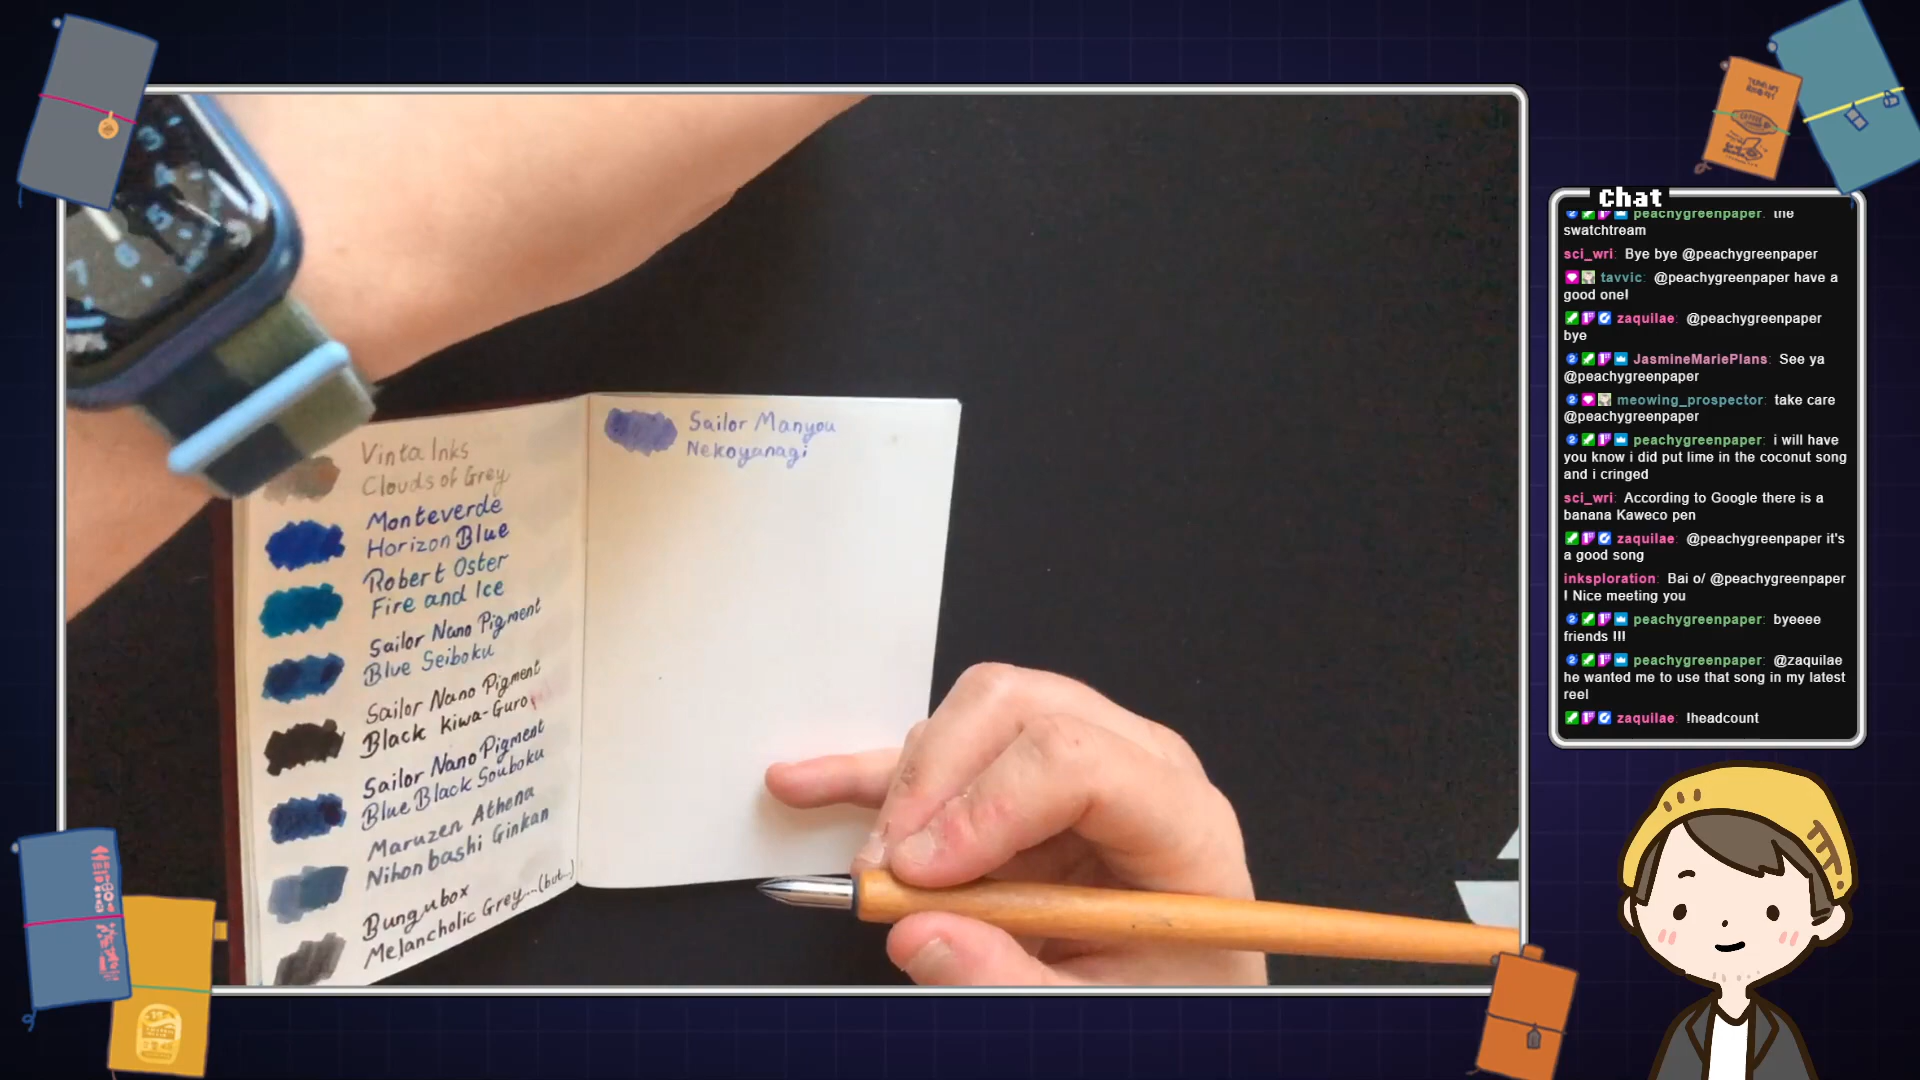 Vinta Inks
Clouds of Grey
Monteverde
Horizon Blue
Robert Oster
Fire and Ice
Sailor Nano Pigment
Blue Seiboku
Sailor Nano Pigment
Black Kiwa-Guro
Sailor Nano Pigment
Blue Black Souboku
Maruzen Athena
Nihonbashi Ginkan
Bungubox
Melancholic Grey....(but...)
Sailor Manyou
Nekoyanagi
chat
peachygreenpaper: the
swatchtream
sci_wri: Bye bye @peachygreenpaper
tavvic: @peachygreenpaper have a
good one!
zaquilae: @peachygreenpaper
bye
JasmineMariePlans: See ya
@peachygreenpaper
meowing_prospector: take care
@peachygreenpaper
peachygreenpaper: i will have
you know i did put lime in the coconut song
and i cringed
sci_wri: According to Google there is a
banana Kaweco pen
zaquilae: @peachygreenpaper it's
a good song
inksploration: Bai o/ @peachygreenpaper
! Nice meeting you
peachygreenpaper: byeeee
friends !!!
peachygreenpaper: @zaquilae
he wanted me to use that song in my latest
reel
zaquilae: !headcount